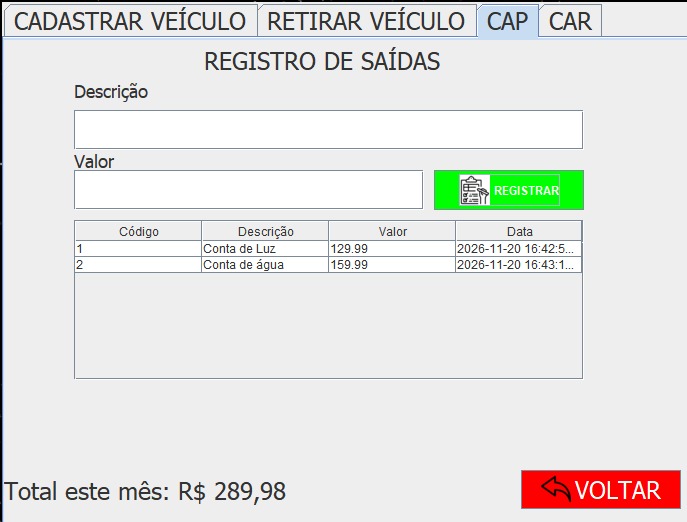 CADASTRAR VEÍCULO RETIRAR VEÍCULO CAP CAR
REGISTRO DE SAÍDAS
Descrição
Valor
REGISTRAR
Código Descrição Valor Data
1 Conta de Luz 129.99 2026-11-20 16:42:5...
2 Conta de água 159.99 2026-11-20 16:43:1...
Total este mês: R$ 289,98
VOLTAR